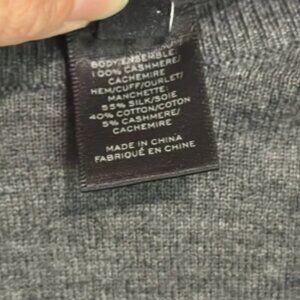 BODY/ENSEMBLE
100% CASHMERE/
CACHEMIRE
HEM/CUFF/OURLET/
MANCHETTE:
55% SILK/SOIE
40% COTTON/COTON
5% CASHMERE/
CACHEMIRE
MADE IN CHINA
FABRIQUÉ EN CHINE